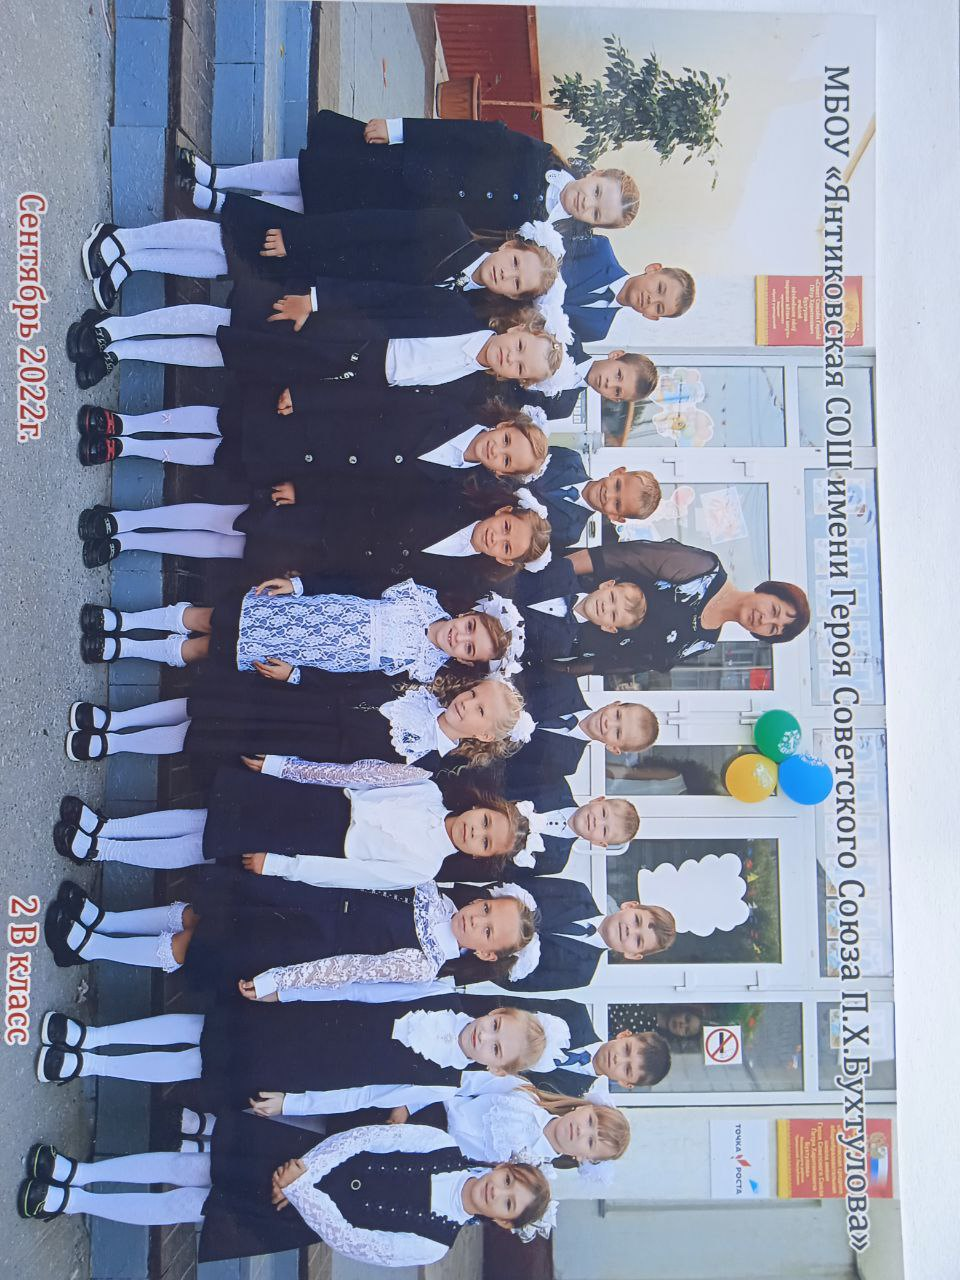 МБОУ «Янтиковская СОШ имени Героя Советского Союза П.Х.Бухтулова»
ТОЧКА РОСТА
Сентябрь 2022г.
2 В класс